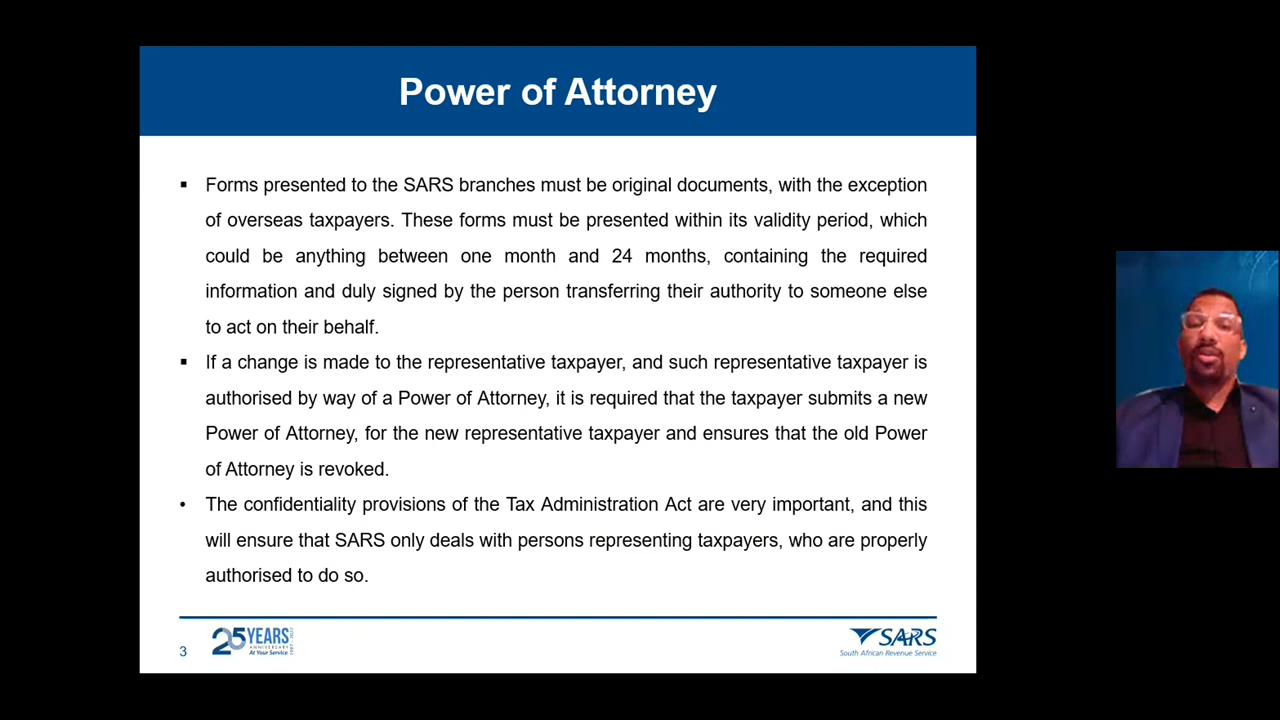 Power of Attorney
▪ Forms presented to the SARS branches must be original documents, with the exception
of overseas taxpayers. These forms must be presented within its validity period, which
could be anything between one month and 24 months, containing the required
information and duly signed by the person transferring their authority to someone else
to act on their behalf.
▪ If a change is made to the representative taxpayer, and such representative taxpayer is
authorised by way of a Power of Attorney, it is required that the taxpayer submits a new
Power of Attorney, for the new representative taxpayer and ensures that the old Power
of Attorney is revoked.
• The confidentiality provisions of the Tax Administration Act are very important, and this
will ensure that SARS only deals with persons representing taxpayers, who are properly
authorised to do so.
3
25 YEARS
ANNIVERSARY
At Your Service
SARS
South African Revenue Service